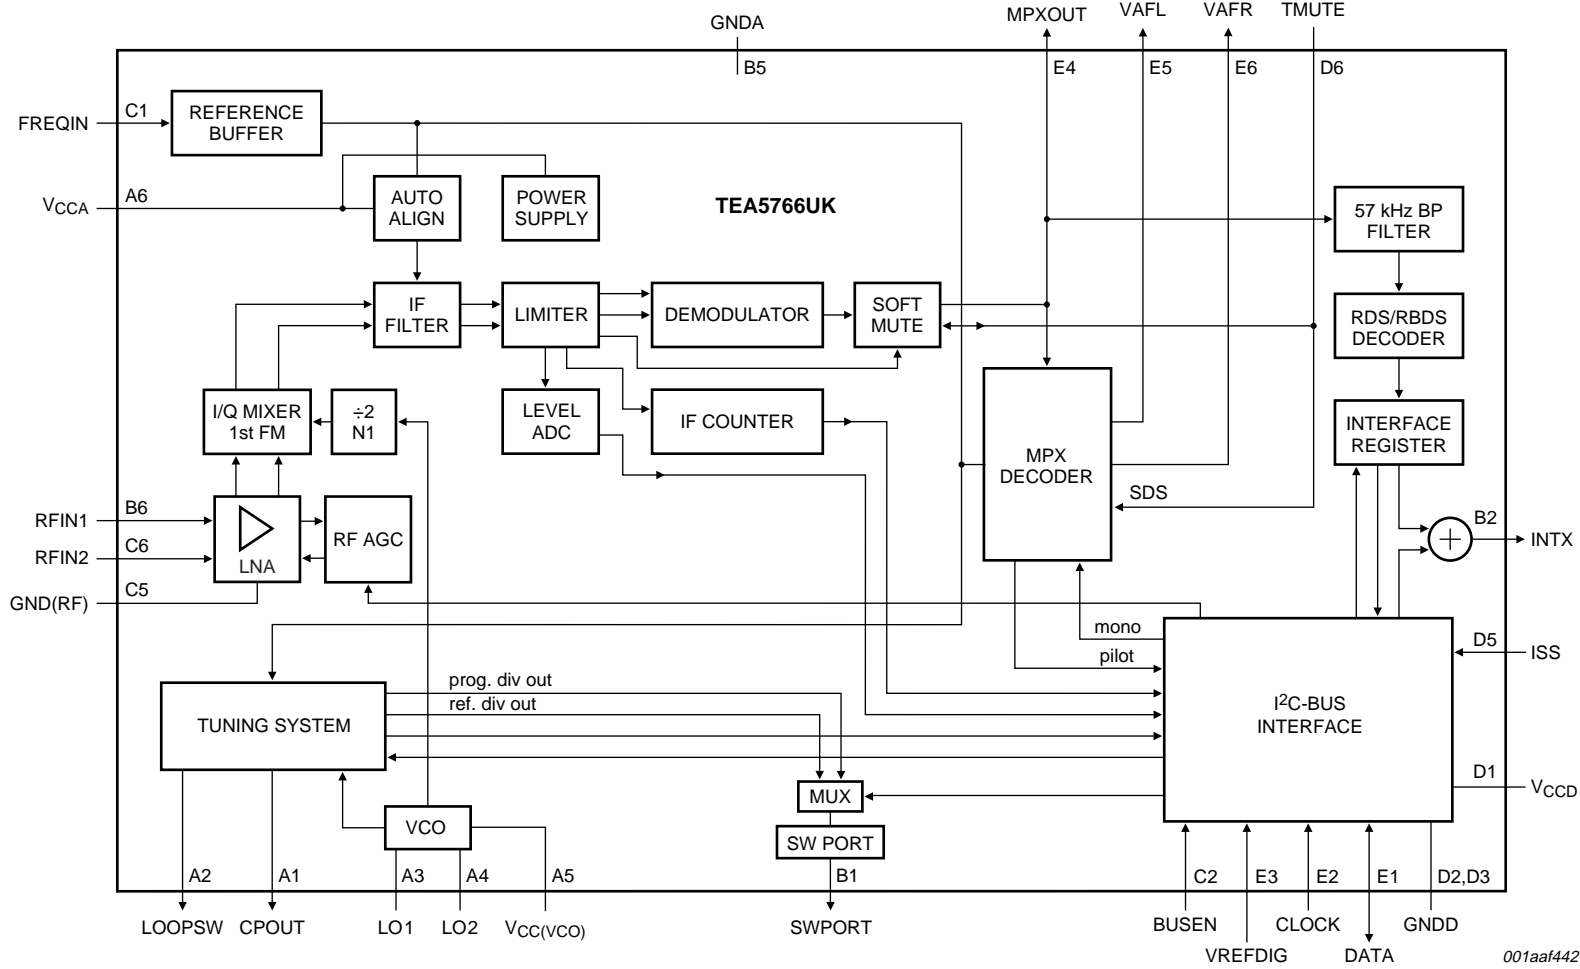 GNDA
MPXOUT
VAFL
VAFR
TMUTE
B5
E4
E5
E6
D6
FREQIN
C1
REFERENCE
BUFFER
VCCA
A6
AUTO
ALIGN
POWER
SUPPLY
TEA5766UK
57 kHz BP
FILTER
IF
FILTER
LIMITER
DEMODULATOR
SOFT
MUTE
RDS/RBDS
DECODER
I/Q MIXER
1st FM
÷2
N1
LEVEL
ADC
IF COUNTER
MPX
DECODER
INTERFACE
REGISTER
SDS
RFIN1
B6
RFIN2
C6
LNA
RF AGC
GND(RF)
C5
B2
INTX
mono
pilot
D5
ISS
prog. div out
ref. div out
TUNING SYSTEM
I2C-BUS
INTERFACE
MUX
D1
VCCD
VCO
SW PORT
A2
A1
A3
A4
A5
B1
C2
E3
E2
E1
D2,D3
LOOPSW
CPOUT
LO1
LO2
VCC(VCO)
SWPORT
BUSEN
VREFDIG
CLOCK
DATA
GNDD
001aaf442